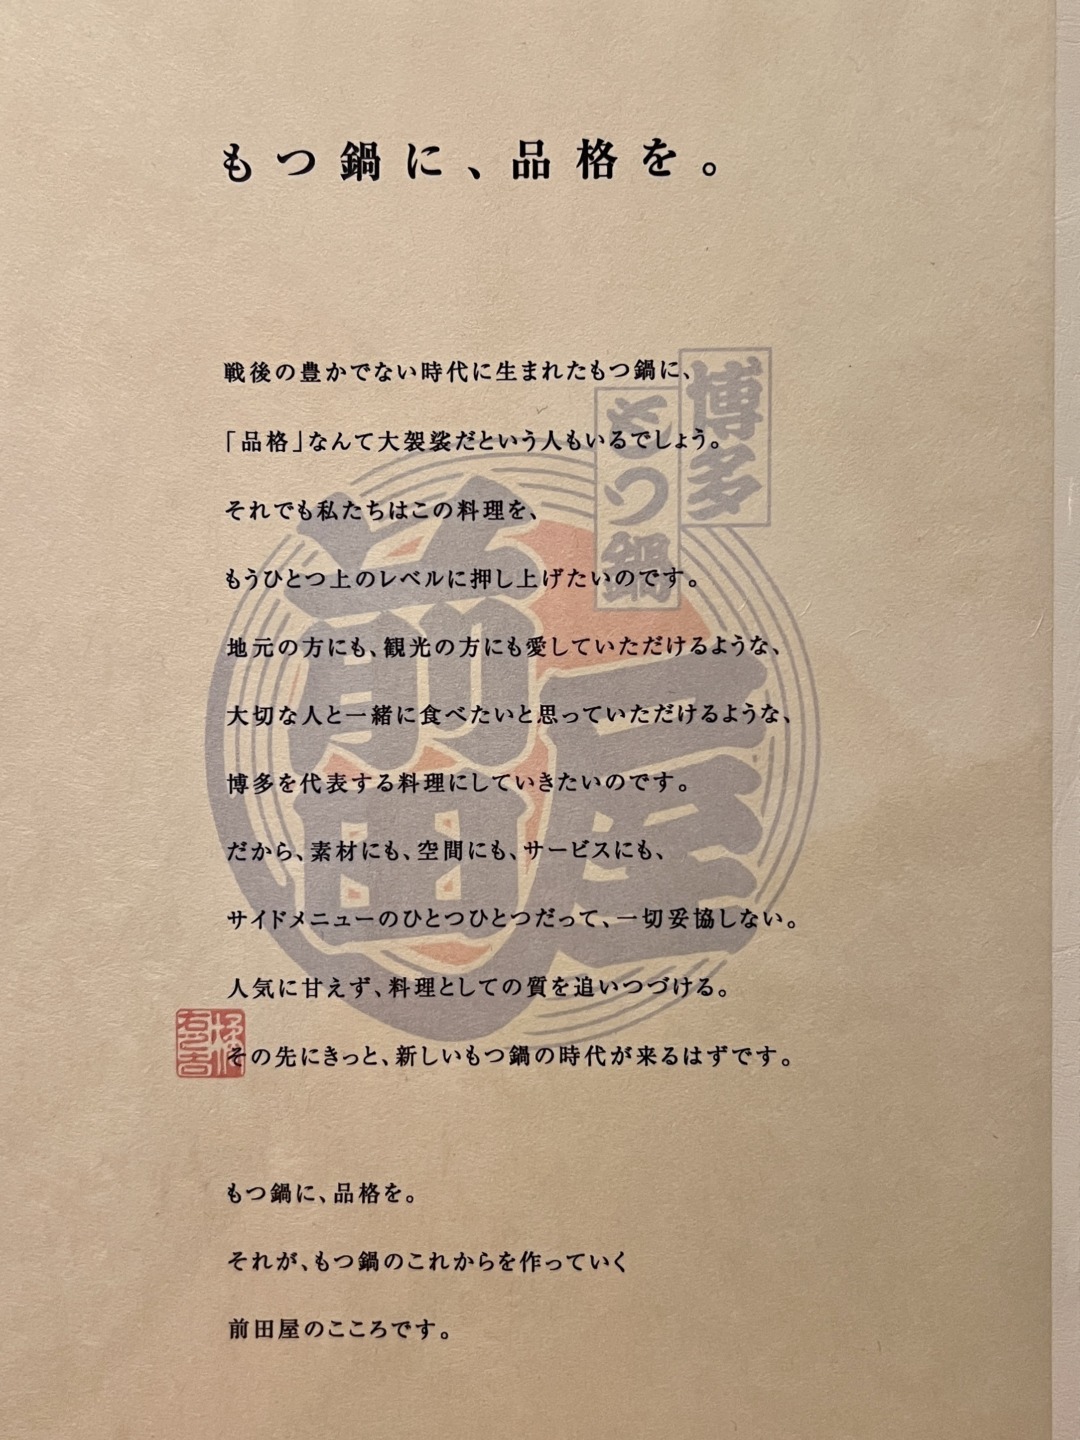 もつ鍋に、品格を。
博多
もつ鍋
前田屋
戦後の豊かでない時代に生まれたもつ鍋に、
「品格」なんて大袈裟だという人もいるでしょう。
それでも私たちはこの料理を、
もうひとつ上のレベルに押し上げたいのです。
地元の方にも、観光の方にも愛していただけるような、
大切な人と一緒に食べたいと思っていただけるような、
博多を代表する料理にしていきたいのです。
だから、素材にも、空間にも、サービスにも、
サイドメニューのひとつひとつだって、一切妥協しない。
人気に甘えず、料理としての質を追いつづける。
その先にきっと、新しいもつ鍋の時代が来るはずです。
もつ鍋に、品格を。
それが、もつ鍋のこれからを作っていく
前田屋のこころです。